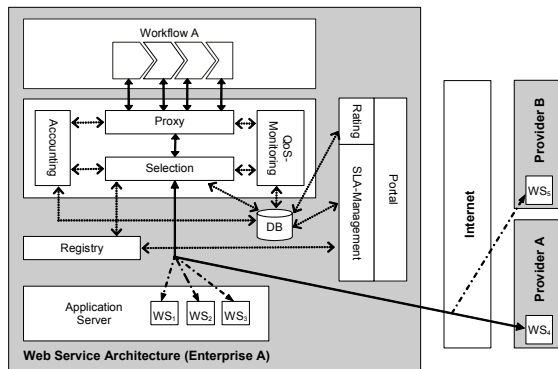 Workflow A
Accounting
Proxy
Selection
QoS-
Monitoring
Rating
SLA-Management
Portal
DB
Registry
Application
Server
WS₁
WS₂
WS₃
Web Service Architecture (Enterprise A)
Internet
Provider B
WS₅
Provider A
WS₄